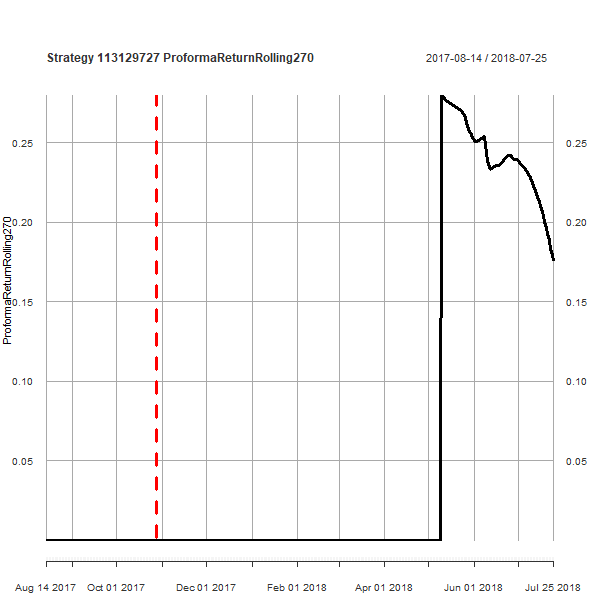 Strategy 113129727 ProformaReturnRolling270
2017-08-14 / 2018-07-25
ProformaReturnRolling270
0.25
0.20
0.15
0.10
0.05
0.25
0.20
0.15
0.10
0.05
Aug 14 2017
Oct 01 2017
Dec 01 2017
Feb 01 2018
Apr 01 2018
Jun 01 2018
Jul 25 2018